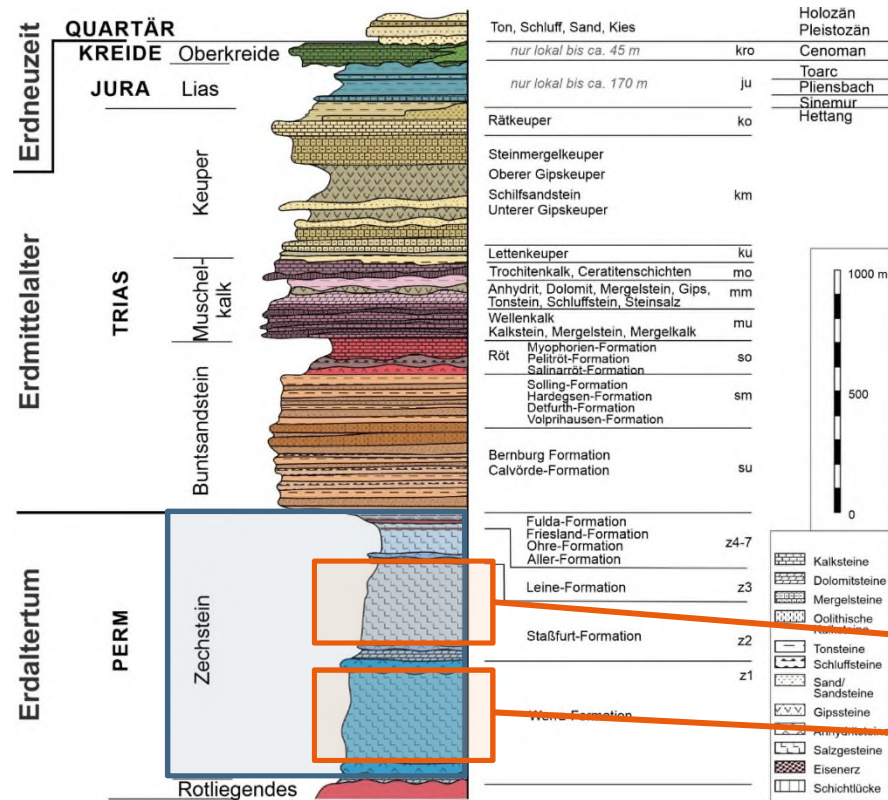 Erdneuzeit
Erdmittelalter
Erdaltertum
QUARTÄR
KREIDE Oberkreide
JURA Lias
TRIAS
Keuper
Muschel-
kalk
Buntsandstein
PERM
Zechstein
Rotliegendes
Ton, Schluff, Sand, Kies
nur lokal bis ca. 45 m kro
nur lokal bis ca. 170 m ju
Rätkeuper ko
Steinmergelkeuper
Oberer Gipskeuper
Schilfsandstein km
Unterer Gipskeuper
Lettenkeuper ku
Trochitenkalk, Ceratitenschichten mo
Anhydrit, Dolomit, Mergelstein, Gips, mm
Tonstein, Schluffstein, Steinsalz
Wellenkalk mu
Kalkstein, Mergelstein, Mergelkalk
Myophorien-Formation
Röt Pelitröt-Formation so
Salinarröt-Formation
Solling-Formation
Hardegsen-Formation sm
Detfurth-Formation
Volprihausen-Formation
Bernburg Formation su
Calvörde-Formation
Fulda-Formation
Friesland-Formation z4-7
Ohre-Formation
Aller-Formation
Leine-Formation z3
Staßfurt-Formation z2
z1
Werra-Formation
Holozän
Pleistozän
Cenoman
Toarc
Pliensbach
Sinemur
Hettang
1000 m
500
0
Kalksteine
Dolomitsteine
Mergelsteine
Oolithische
Kalksteine
Tonsteine
Schluffsteine
Sand/
Sandsteine
Gipssteine
Anhydritsteine
Salzgesteine
Eisenerz
Schichtlücke